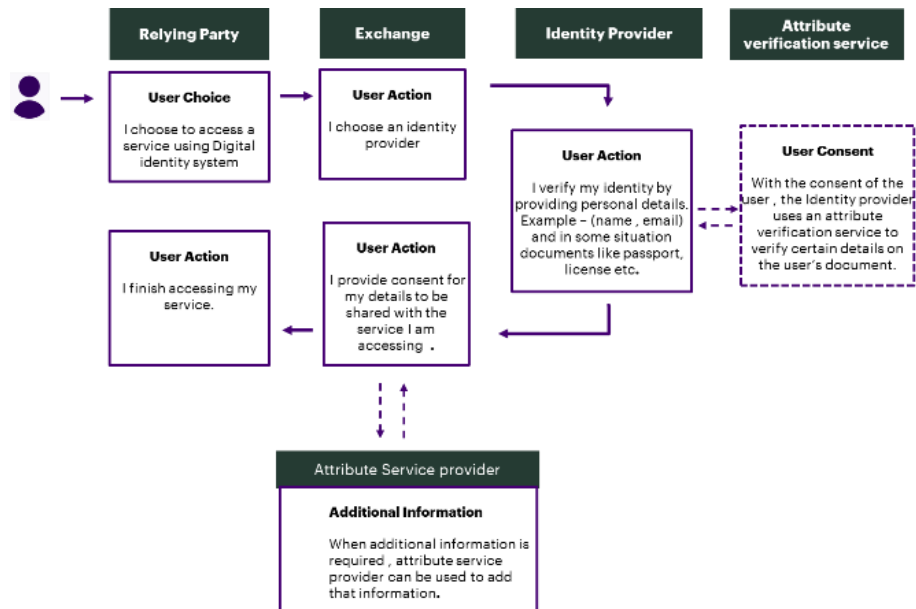 Relying Party
Exchange
Identity Provider
Attribute
verification service
User Choice
I choose to access a
service using Digital
identity system
User Action
I choose an identity
provider
User Action
I verify my identity by
providing personal details.
Example – (name , email)
and in some situation
documents like passport,
license etc.
User Consent
With the consent of the
user , the Identity provider
uses an attribute
verification service to
verify certain details on
the user's document.
User Action
I finish accessing my
service.
User Action
I provide consent for
my details to be
shared with the
service I am
accessing .
Attribute Service provider
Additional Information
When additional information is
required , attribute service
provider can be used to add
that information.